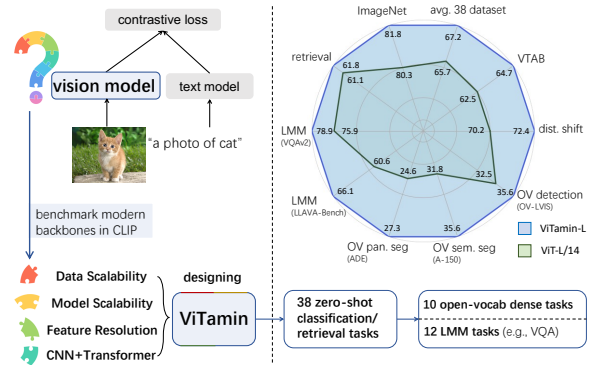 contrastive loss
vision model
text model
"a photo of cat"
benchmark modern
backbones in CLIP
Data Scalability
Model Scalability
Feature Resolution
CNN+Transformer
designing
ViTamin
ImageNet
avg. 38 dataset
81.8
67.2
retrieval
VTAB
61.8
61.1
80.3
65.7
64.7
62.5
LMM
(VQAv2)
78.9
75.9
70.2
72.4
dist. shift
60.6
24.6
31.8
32.5
35.6
OV detection
(OV-LVIS)
LMM
(LLAVA-Bench)
66.1
27.3
35.6
OV pan. seg
(ADE)
OV sem. seg
(A-150)
ViTamin-L
ViT-L/14
38 zero-shot
classification/
retrieval tasks
10 open-vocab dense tasks
12 LMM tasks (e.g., VQA)